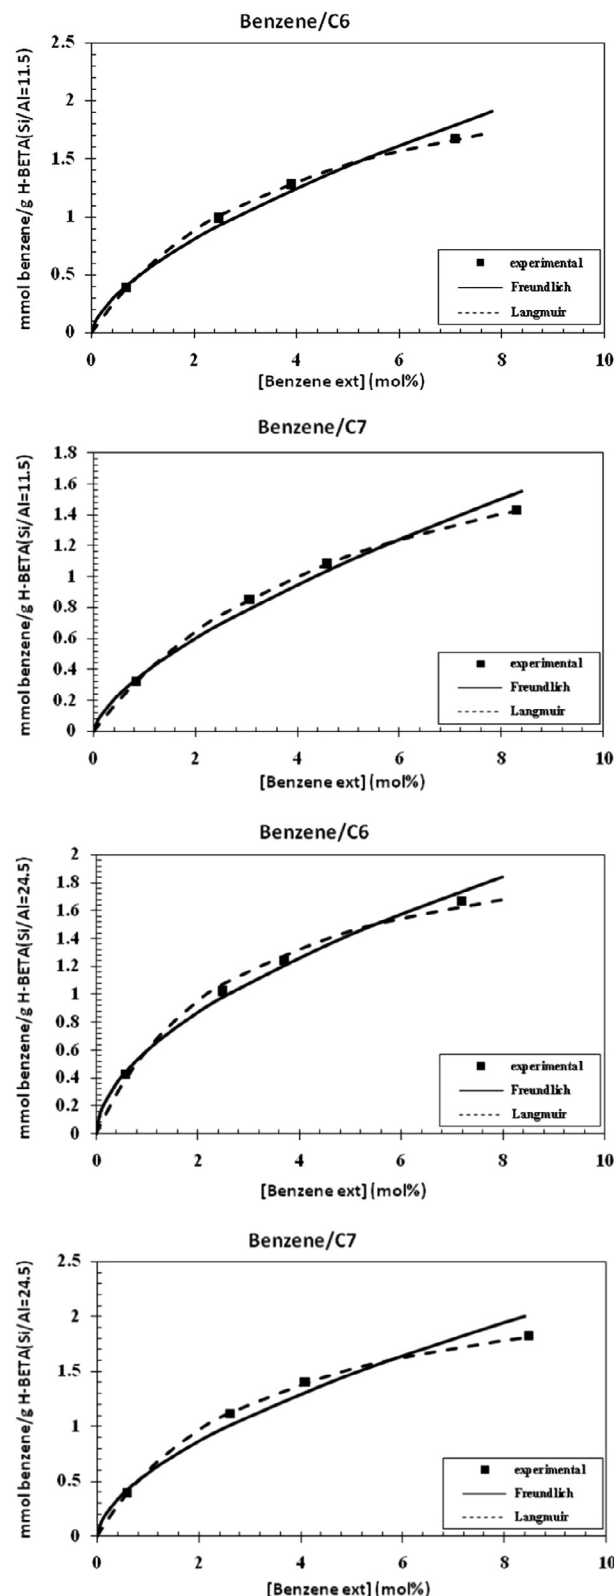 Benzene/C6
mmol benzene/g H-BETA(Si/Al=11.5)
2.5
2
1.5
1
0.5
0
experimental
Freundlich
Langmuir
0 2 4 6 8 10
[Benzene ext] (mol%)
Benzene/C7
mmol benzene/g H-BETA(Si/Al=11.5)
1.8
1.6
1.4
1.2
1
0.8
0.6
0.4
0.2
0
experimental
Freundlich
Langmuir
0 2 4 6 8 10
[Benzene ext] (mol%)
Benzene/C6
mmol benzene/g H-BETA(Si/Al=24.5)
2
1.8
1.6
1.4
1.2
1
0.8
0.6
0.4
0.2
0
experimental
Freundlich
Langmuir
0 2 4 6 8 10
[Benzene ext] (mol%)
Benzene/C7
mmol benzene/g H-BETA(Si/Al=24.5)
2.5
2
1.5
1
0.5
0
experimental
Freundlich
Langmuir
0 2 4 6 8 10
[Benzene ext] (mol%)